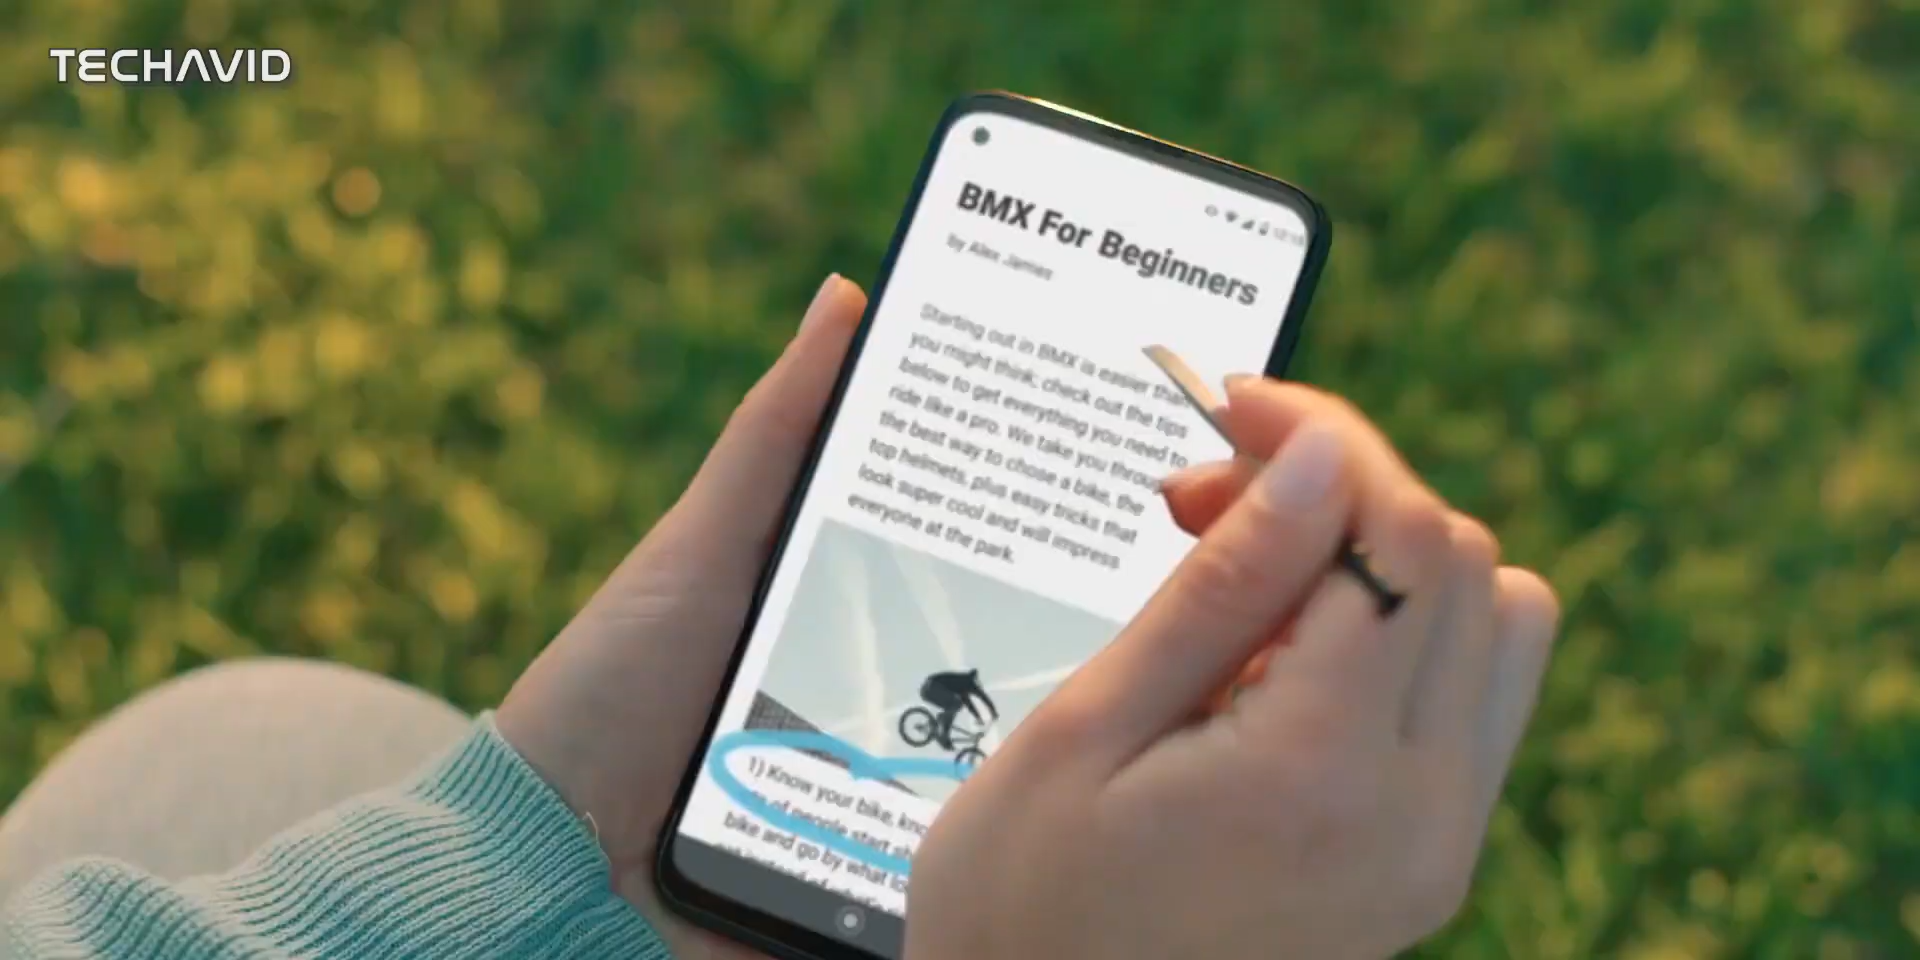 TECHAVID
BMX For Beginners
by Alex James
Starting out in BMX is easier than
you might think, check out the tips
below to get everything you need to
ride like a pro. We take you through
the best way to chose a bike, the
top helmets, plus easy tricks that
look super cool and will impress
everyone at the park.
1) Know your bike,
of people start
bike and go by what